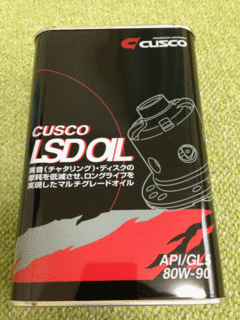 CUSCO
CUSCO
LSD OIL
異音(チャタリング)・ディスクの
摩耗を低減させ、ロングライフを
実現したマルチグレードオイル
API/GL5
80W-90